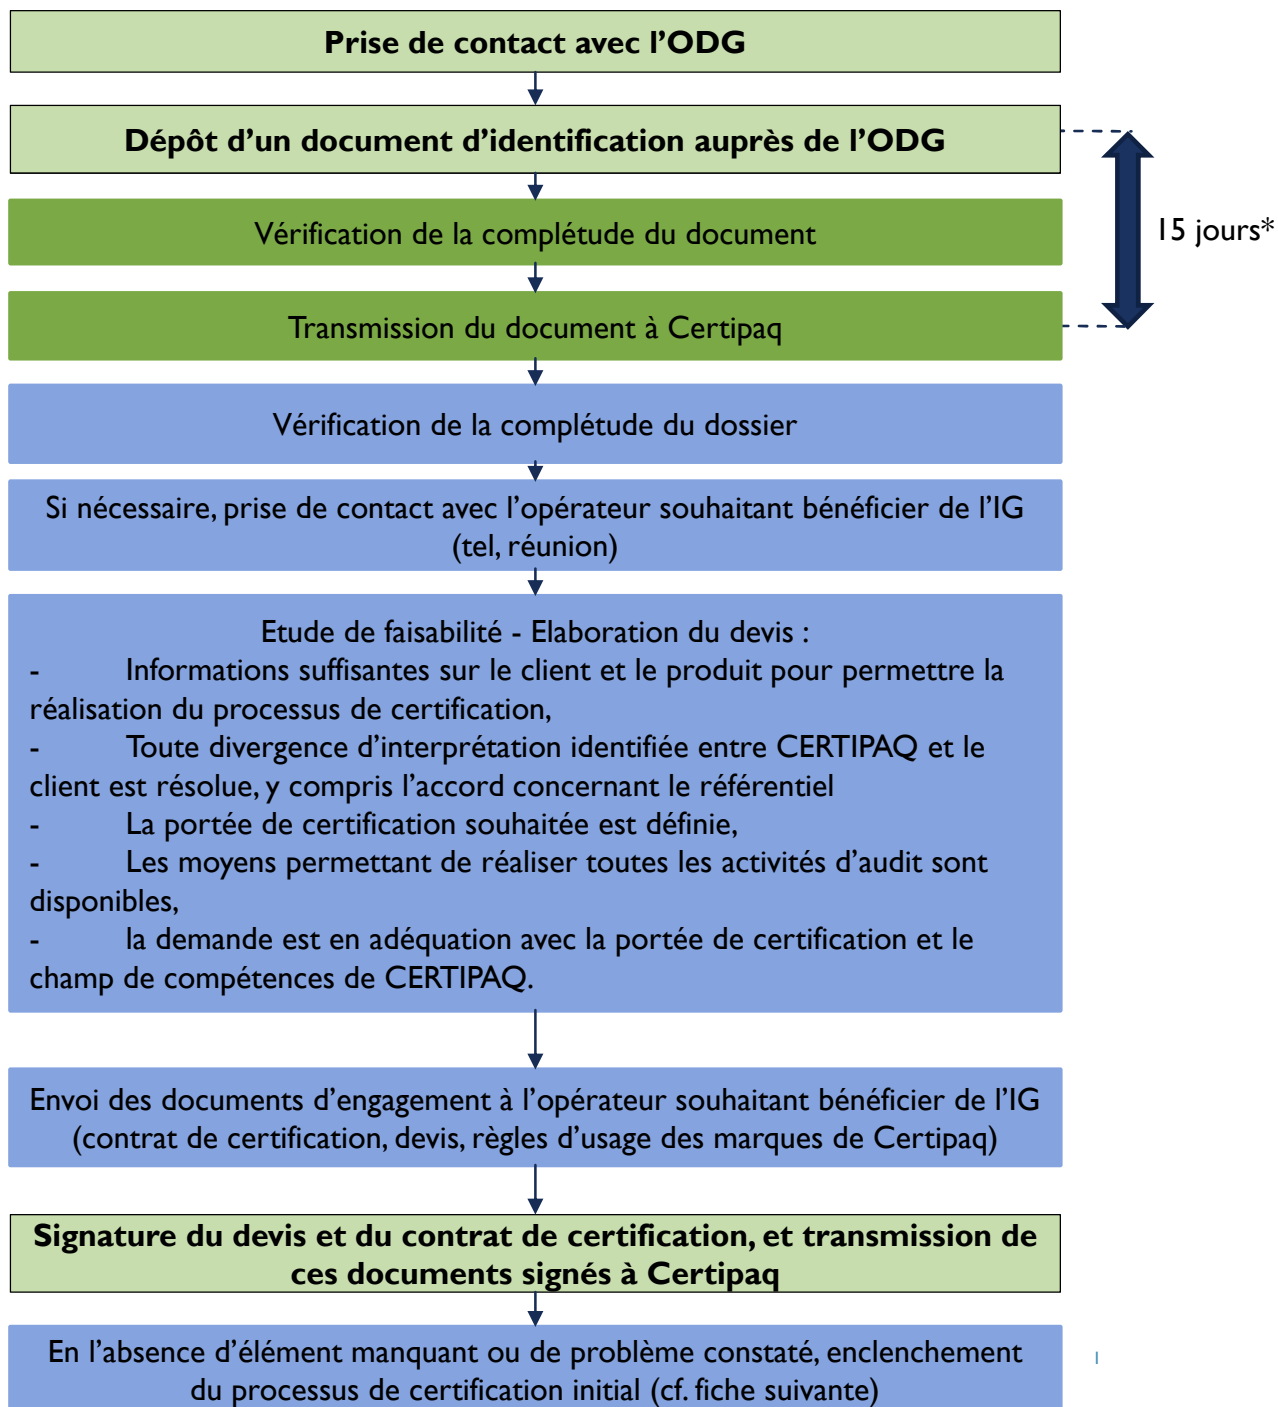 Prise de contact avec l’ODG
Dépôt d’un document d’identification auprès de l’ODG
Vérification de la complétude du document
15 jours*
Transmission du document à Certipaq
Vérification de la complétude du dossier
Si nécessaire, prise de contact avec l’opérateur souhaitant bénéficier de l’IG
(tel, réunion)
Etude de faisabilité - Elaboration du devis :
- Informations suffisantes sur le client et le produit pour permettre la
réalisation du processus de certification,
- Toute divergence d’interprétation identifiée entre CERTIPAQ et le
client est résolue, y compris l’accord concernant le référentiel
- La portée de certification souhaitée est définie,
- Les moyens permettant de réaliser toutes les activités d’audit sont
disponibles,
- la demande est en adéquation avec la portée de certification et le
champ de compétences de CERTIPAQ.
Envoi des documents d’engagement à l’opérateur souhaitant bénéficier de l’IG
(contrat de certification, devis, règles d’usage des marques de Certipaq)
Signature du devis et du contrat de certification, et transmission de
ces documents signés à Certipaq
En l’absence d’élément manquant ou de problème constaté, enclenchement
du processus de certification initial (cf. fiche suivante)
1